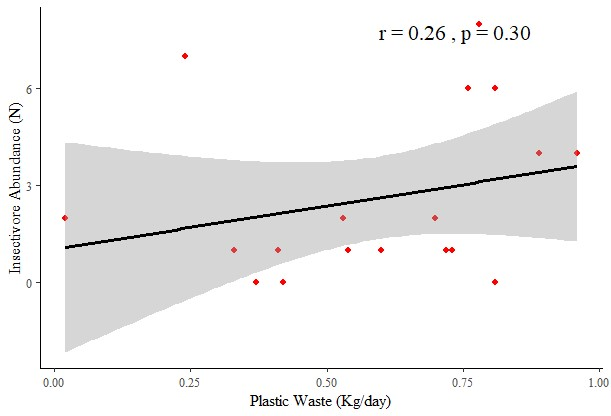 r = 0.26 , p = 0.30
Insectivore Abundance (N)
6
3
0
0.00 0.25 0.50 0.75 1.00
Plastic Waste (Kg/day)